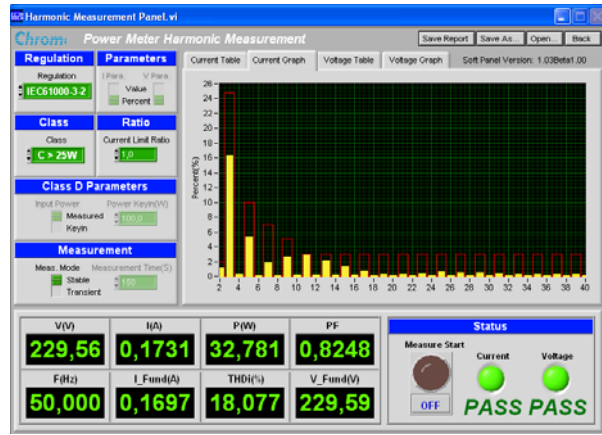 Harmonic Measurement Panel.vi
Chroma Power Meter Harmonic Measurement
Save Report Save As... Open... Back
Regulation Parameters
Current Table Current Graph Voltage Table Voltage Graph Soft Panel Version: 1.03Beta1.00
Regulation I Para. V Para.
IEC61000-3-2 Value
Percent
Class Ratio
Class Current Limit Ratio
C > 25W 1,0
Class D Parameters
Input Power Power Keyin(W)
Measured 100,0
Keyin
Measurement
Meas. Mode Measurement Time(S)
Stable 150
Transient
Percent(%)
26
24
22
20
18
16
14
12
10
8
6
4
2
0
2 4 6 8 10 12 14 16 18 20 22 24 26 28 30 32 34 36 38 40
V(V) I(A) P(W) PF
229,56 0,1731 32,781 0,8248
F(Hz) I_Fund(A) THDi(%) V_Fund(V)
50,000 0,1697 18,077 229,59
Status
Measure Start Current Voltage
OFF PASS PASS